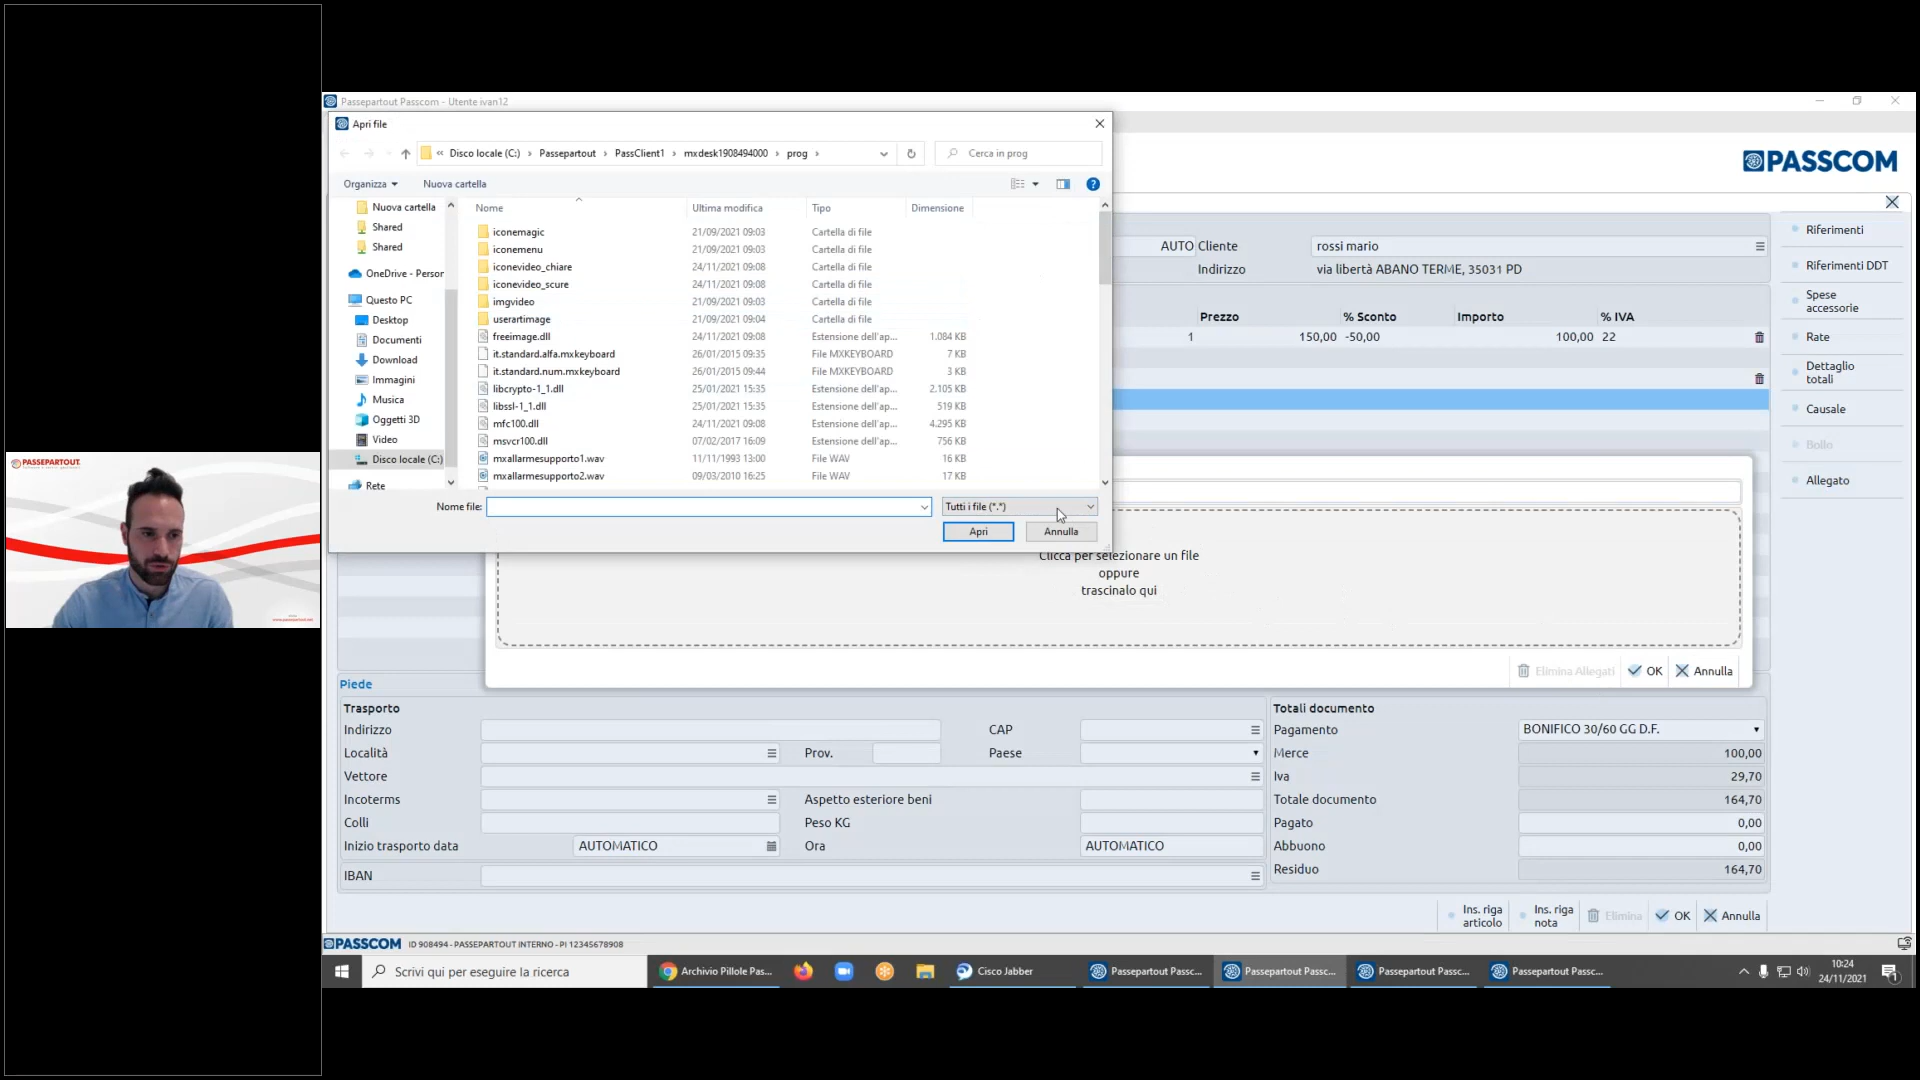 Passepartout Passcom - Utente ivan12
Apri file
« Disco locale (C:) › Passepartout › PassClient1 › mxdesk1908494000 › prog ›
Cerca in prog
Organizza
Nuova cartella
Nuova cartella
Shared
Shared
OneDrive - Person
Questo PC
Desktop
Documenti
Download
Immagini
Musica
Oggetti 3D
Video
Disco locale (C:)
Rete
Nome Ultima modifica Tipo Dimensione
iconemagic 21/09/2021 09:03 Cartella di file
iconemenu 21/09/2021 09:03 Cartella di file
iconevideo_chiare 24/11/2021 09:08 Cartella di file
iconevideo_scure 24/11/2021 09:08 Cartella di file
imgvideo 21/09/2021 09:03 Cartella di file
userartimage 21/09/2021 09:04 Cartella di file
freeimage.dll 24/11/2021 09:08 Estensione dell'ap... 1.084 KB
it.standard.alfa.mxkeyboard 26/01/2015 09:35 File MXKEYBOARD 7 KB
it.standard.num.mxkeyboard 26/01/2015 09:44 File MXKEYBOARD 3 KB
libcrypto-1_1.dll 25/01/2021 15:35 Estensione dell'ap... 2.105 KB
libssl-1_1.dll 25/01/2021 15:35 Estensione dell'ap... 519 KB
mfc100.dll 24/11/2021 09:08 Estensione dell'ap... 4.295 KB
msvcr100.dll 07/02/2017 16:09 Estensione dell'ap... 756 KB
mxallarmesupporto1.wav 11/11/1993 13:00 File WAV 16 KB
mxallarmesupporto2.wav 09/03/2010 16:25 File WAV 17 KB
Nome file:
Tutti i file (*.*)
Apri
Annulla
PASSCOM
AUTO Cliente rossi mario
Indirizzo via libertà ABANO TERME, 35031 PD
Prezzo % Sconto Importo % IVA
1 150,00 -50,00 100,00 22
Riferimenti
Riferimenti DDT
Spese
accessorie
Rate
Dettaglio
totali
Causale
Bollo
Allegato
Clicca per selezionare un file
oppure
trascinalo qui
Elimina Allegati OK Annulla
PASSEPARTOUT
Piede
Trasporto
Indirizzo CAP
Località Prov. Paese
Vettore
Incoterms Aspetto esteriore beni
Colli Peso KG
Inizio trasporto data AUTOMATICO Ora AUTOMATICO
IBAN
Totali documento
Pagamento BONIFICO 30/60 GG D.F.
Merce 100,00
Iva 29,70
Totale documento 164,70
Pagato 0,00
Abbuono 0,00
Residuo 164,70
Ins. riga
articolo
Ins. riga
nota
Elimina OK Annulla
PASSCOM ID 908494 - PASSEPARTOUT INTERNO - PI 12345678908
Scrivi qui per eseguire la ricerca
Archivio Pillole Pas...
Cisco Jabber
Passepartout Passc...
Passepartout Passc...
Passepartout Passc...
Passepartout Passc...
10:24
24/11/2021
1